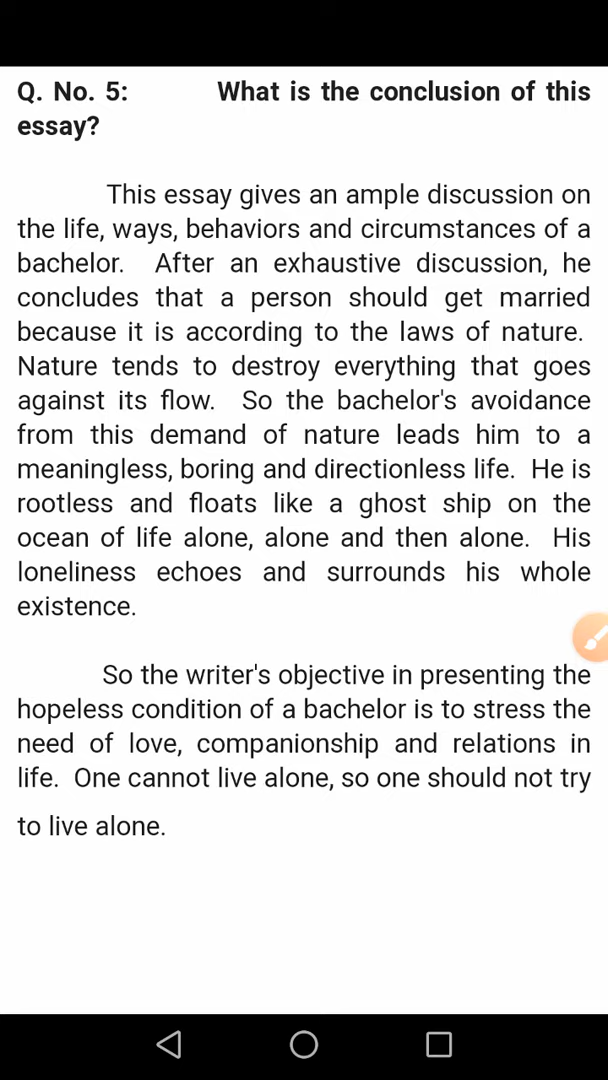 Q. No. 5: What is the conclusion of this
essay?
This essay gives an ample discussion on
the life, ways, behaviors and circumstances of a
bachelor. After an exhaustive discussion, he
concludes that a person should get married
because it is according to the laws of nature.
Nature tends to destroy everything that goes
against its flow. So the bachelor's avoidance
from this demand of nature leads him to a
meaningless, boring and directionless life. He is
rootless and floats like a ghost ship on the
ocean of life alone, alone and then alone. His
loneliness echoes and surrounds his whole
existence.
So the writer's objective in presenting the
hopeless condition of a bachelor is to stress the
need of love, companionship and relations in
life. One cannot live alone, so one should not try
to live alone.